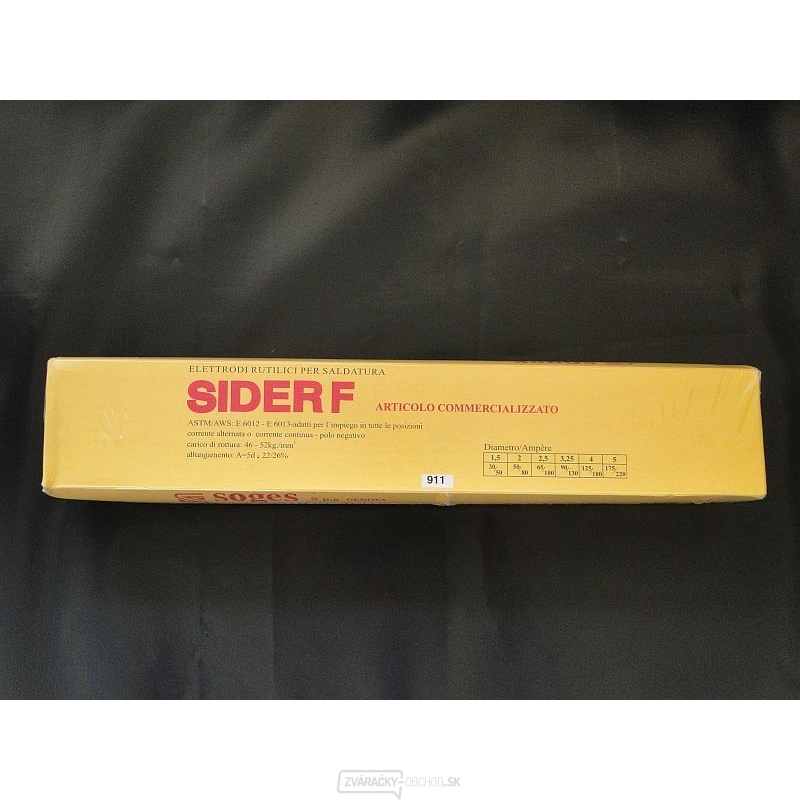 ELETTRODI RUTILICI PER SALDATURA
SIDER F ARTICOLO COMMERCIALIZZATO
ASTM/AWS: E 6012 - E 6013-adatti per l'impiego in tutte le posizioni
corrente alternata o corrente continua - polo negativo
carico di rottura: 46 - 52kg./mm²
allungamento: A=5d ₌ 22/26%
Diametro/Ampère
1,5 2 2,5 3,25 4 5
30/50 50/80 65/100 90/130 125/180 175/220
911
soges S.p.a. GENOVA
ZVÁRAČKY-OBCHOD.SK